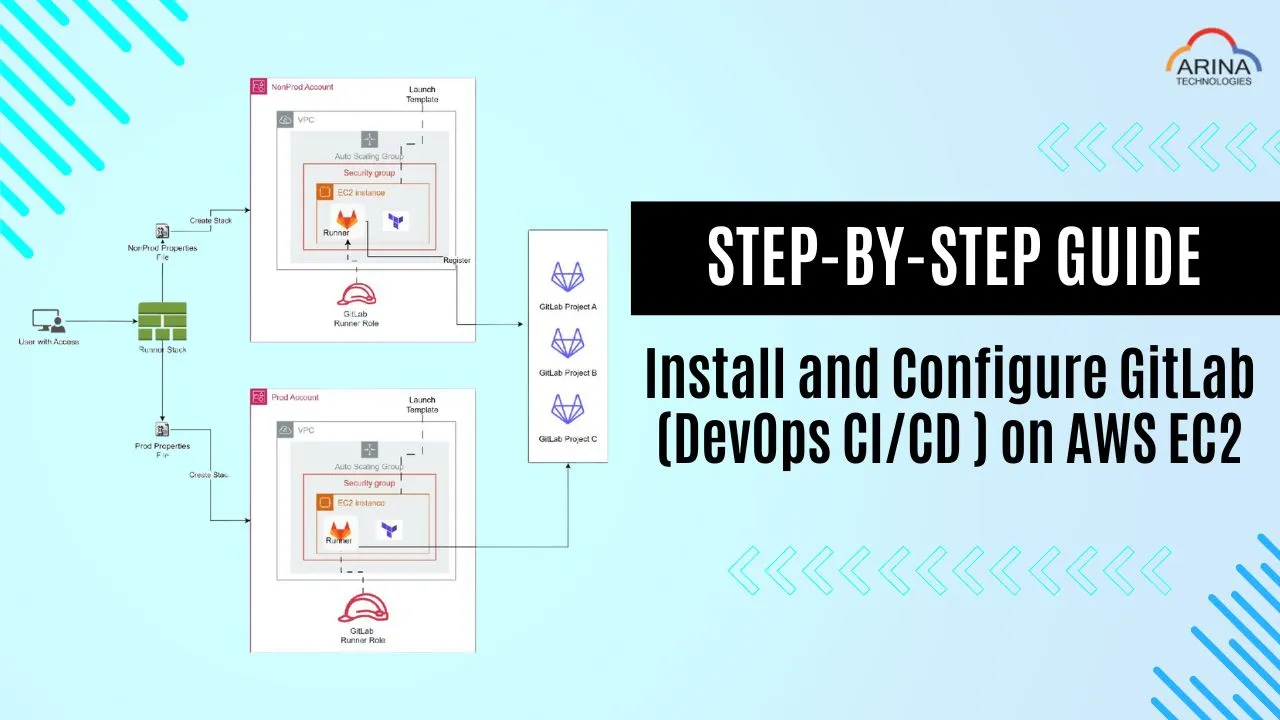 ARINA
TECHNOLOGIES
STEP-BY-STEP GUIDE
Install and Configure GitLab
(DevOps CI/CD ) on AWS EC2
User with Access
Runner Stack
NonProd Properties
File
Create Stack
Prod Properties
File
Create Stac
NonProd Account
Launch
Template
VPC
Auto Scaling Group
Security group
EC2 instance
Runner
Register
GitLab
Runner Role
Prod Account
Launch
Template
VPC
Auto Scaling Group
Security group
EC2 instance
Runner
GitLab
Runner Role
GitLab Project A
GitLab Project B
GitLab Project C